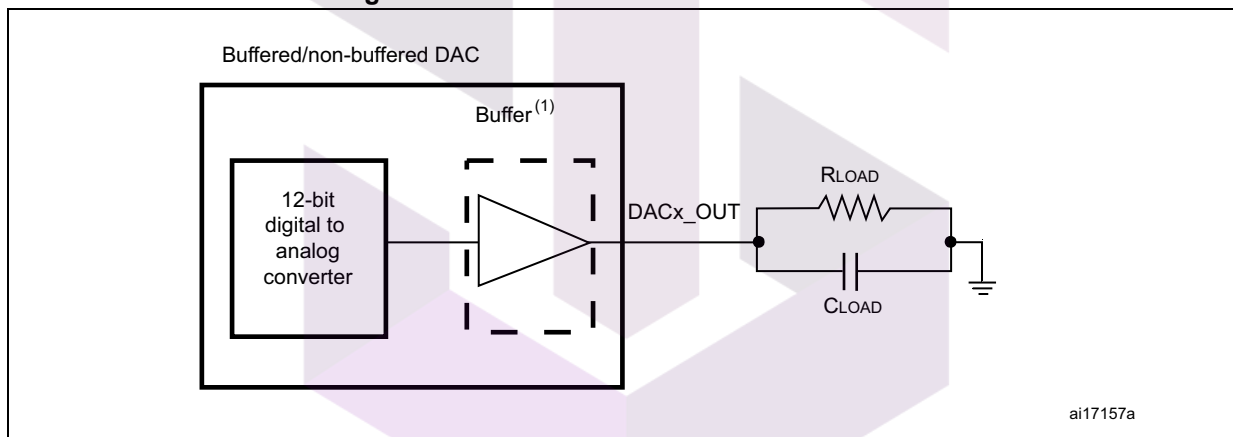 Buffered/non-buffered DAC
Buffer(1)
12-bit
digital to
analog
converter
DACx_OUT
RLOAD
CLOAD
ai17157a